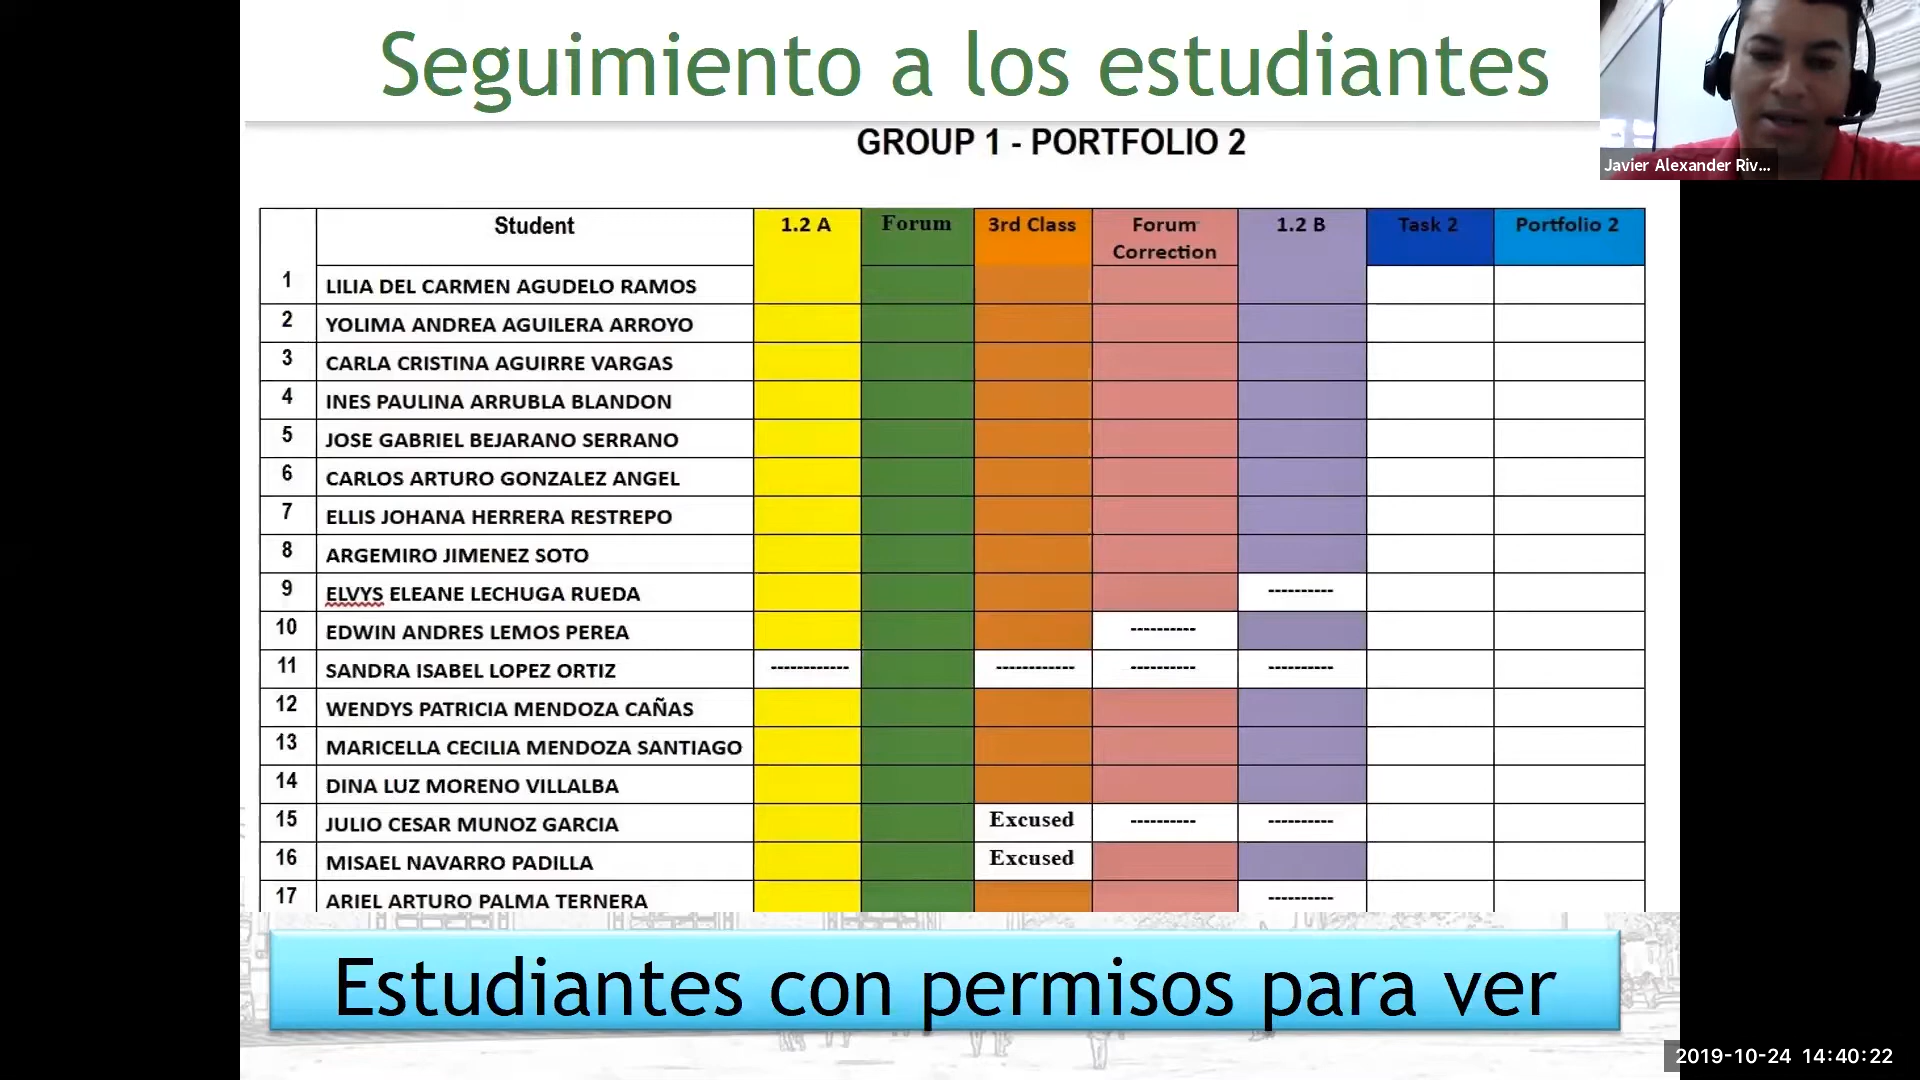 Seguimiento a los estudiantes
Javier Alexander Riv...
GROUP 1 - PORTFOLIO 2
Student 1.2 A Forum 3rd Class Forum Correction 1.2 B Task 2 Portfolio 2
1 LILIA DEL CARMEN AGUDELO RAMOS
2 YOLIMA ANDREA AGUILERA ARROYO
3 CARLA CRISTINA AGUIRRE VARGAS
4 INES PAULINA ARRUBLA BLANDON
5 JOSE GABRIEL BEJARANO SERRANO
6 CARLOS ARTURO GONZALEZ ANGEL
7 ELLIS JOHANA HERRERA RESTREPO
8 ARGEMIRO JIMENEZ SOTO
9 ELVYS ELEANE LECHUGA RUEDA ----------
10 EDWIN ANDRES LEMOS PEREA ----------
11 SANDRA ISABEL LOPEZ ORTIZ ------------ ------------ ---------- ----------
12 WENDYS PATRICIA MENDOZA CAÑAS
13 MARICELLA CECILIA MENDOZA SANTIAGO
14 DINA LUZ MORENO VILLALBA
15 JULIO CESAR MUNOZ GARCIA Excused ---------- ----------
16 MISAEL NAVARRO PADILLA Excused
17 ARIEL ARTURO PALMA TERNERA ----------
Estudiantes con permisos para ver
2019-10-24 14:40:22